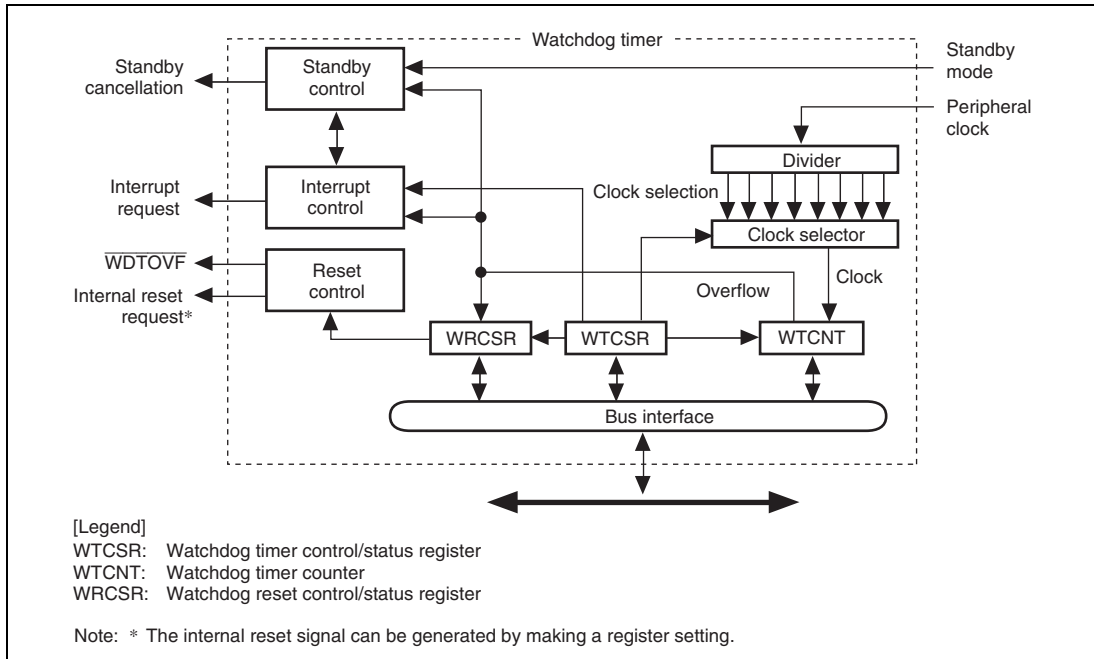 Watchdog timer
Standby
cancellation
Standby
control
Standby
mode
Peripheral
clock
Divider
Interrupt
request
Interrupt
control
Clock selection
Clock selector
WDTOVF
Internal reset
request*
Reset
control
Overflow
Clock
WRCSR
WTCSR
WTCNT
Bus interface
[Legend]
WTCSR: Watchdog timer control/status register
WTCNT: Watchdog timer counter
WRCSR: Watchdog reset control/status register
Note: * The internal reset signal can be generated by making a register setting.